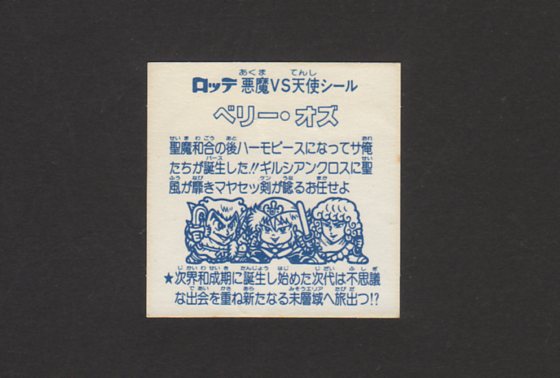 ロッテ 悪魔VS天使シール
ベリー・オズ
聖魔和合の後ハーモピースになってサ俺
たちが誕生した!!ギルシアンクロスに聖
風が靡きマヤセッ剣が唸るお任せよ
★次界和成期に誕生し始めた次代は不思議
な出会を重ね新たなる未層域へ旅出つ!?